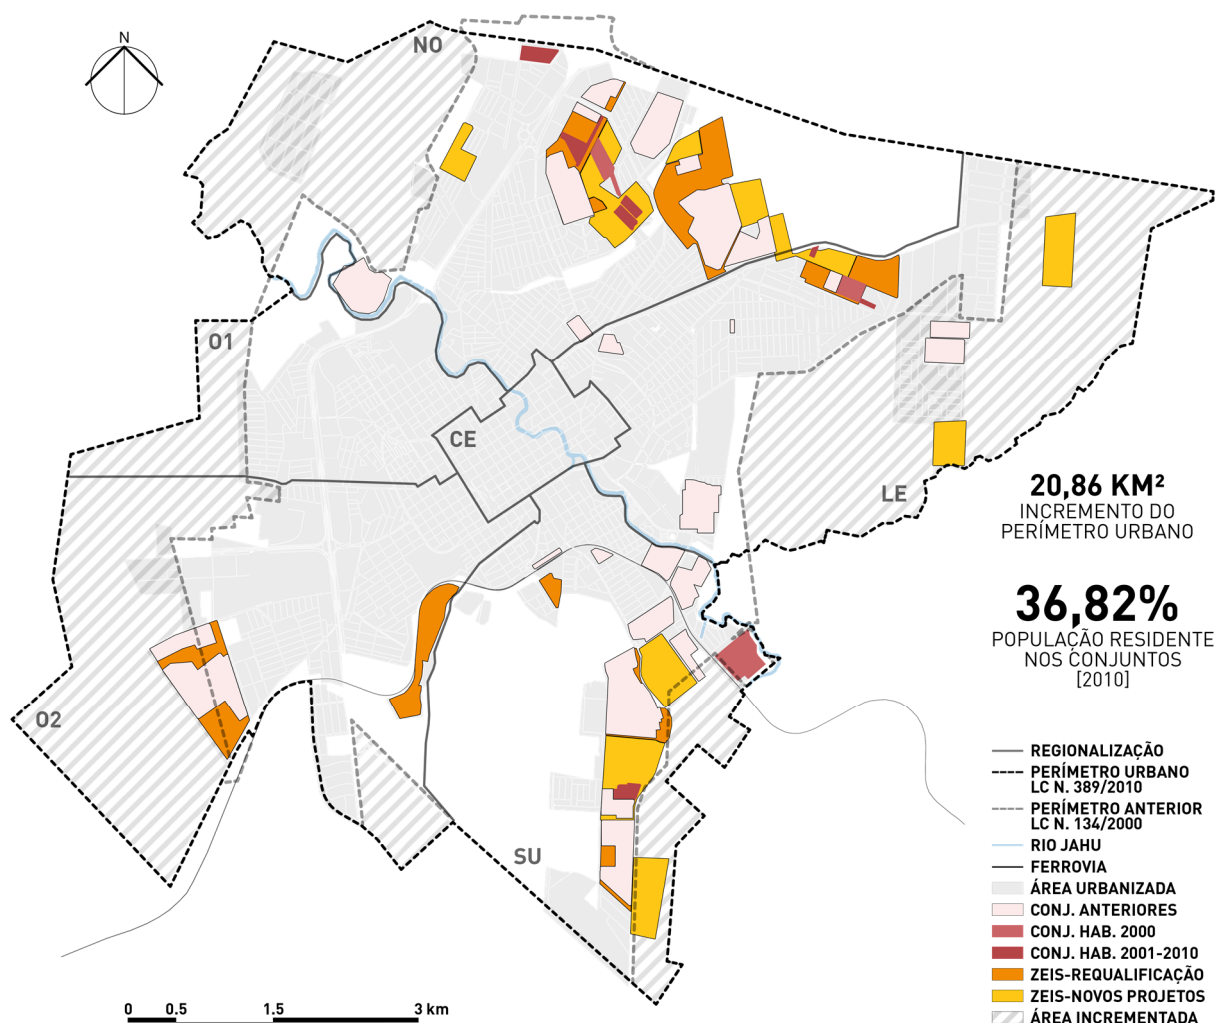 N
NO
O1
CE
LE
20,86 KM²
INCREMENTO DO
PERÍMETRO URBANO
36,82%
POPULAÇÃO RESIDENTE
NOS CONJUNTOS
[2010]
O2
SU
REGIONALIZAÇÃO
PERÍMETRO URBANO
LC N. 389/2010
PERÍMETRO ANTERIOR
LC N. 134/2000
RIO JAHU
FERROVIA
ÁREA URBANIZADA
CONJ. ANTERIORES
CONJ. HAB. 2000
CONJ. HAB. 2001-2010
ZEIS-REQUALIFICAÇÃO
ZEIS-NOVOS PROJETOS
ÁREA INCREMENTADA
0 0.5 1.5 3 km